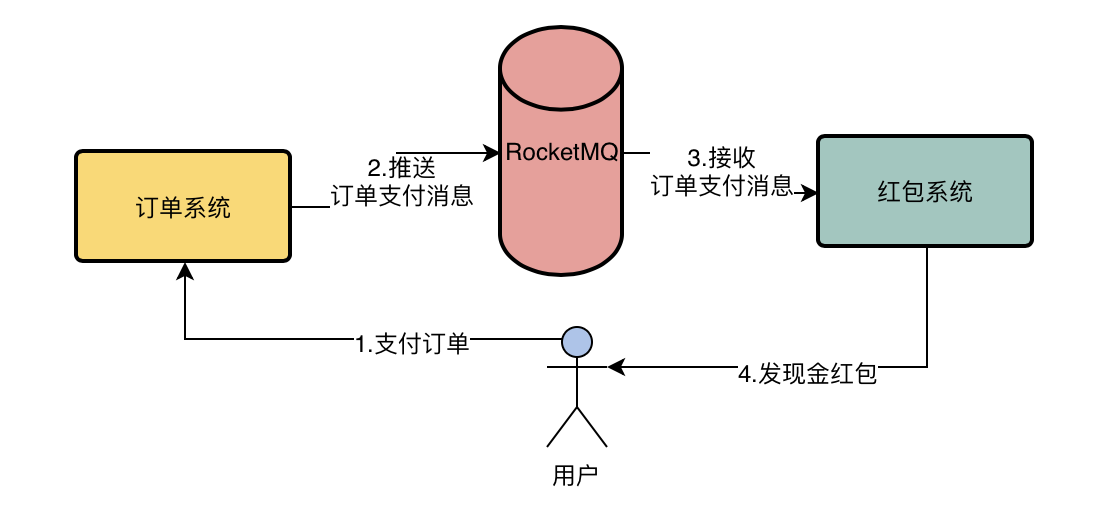 RocketMQ
2.推送
订单支付消息
3.接收
订单支付消息
订单系统
红包系统
1.支付订单
4.发现金红包
用户